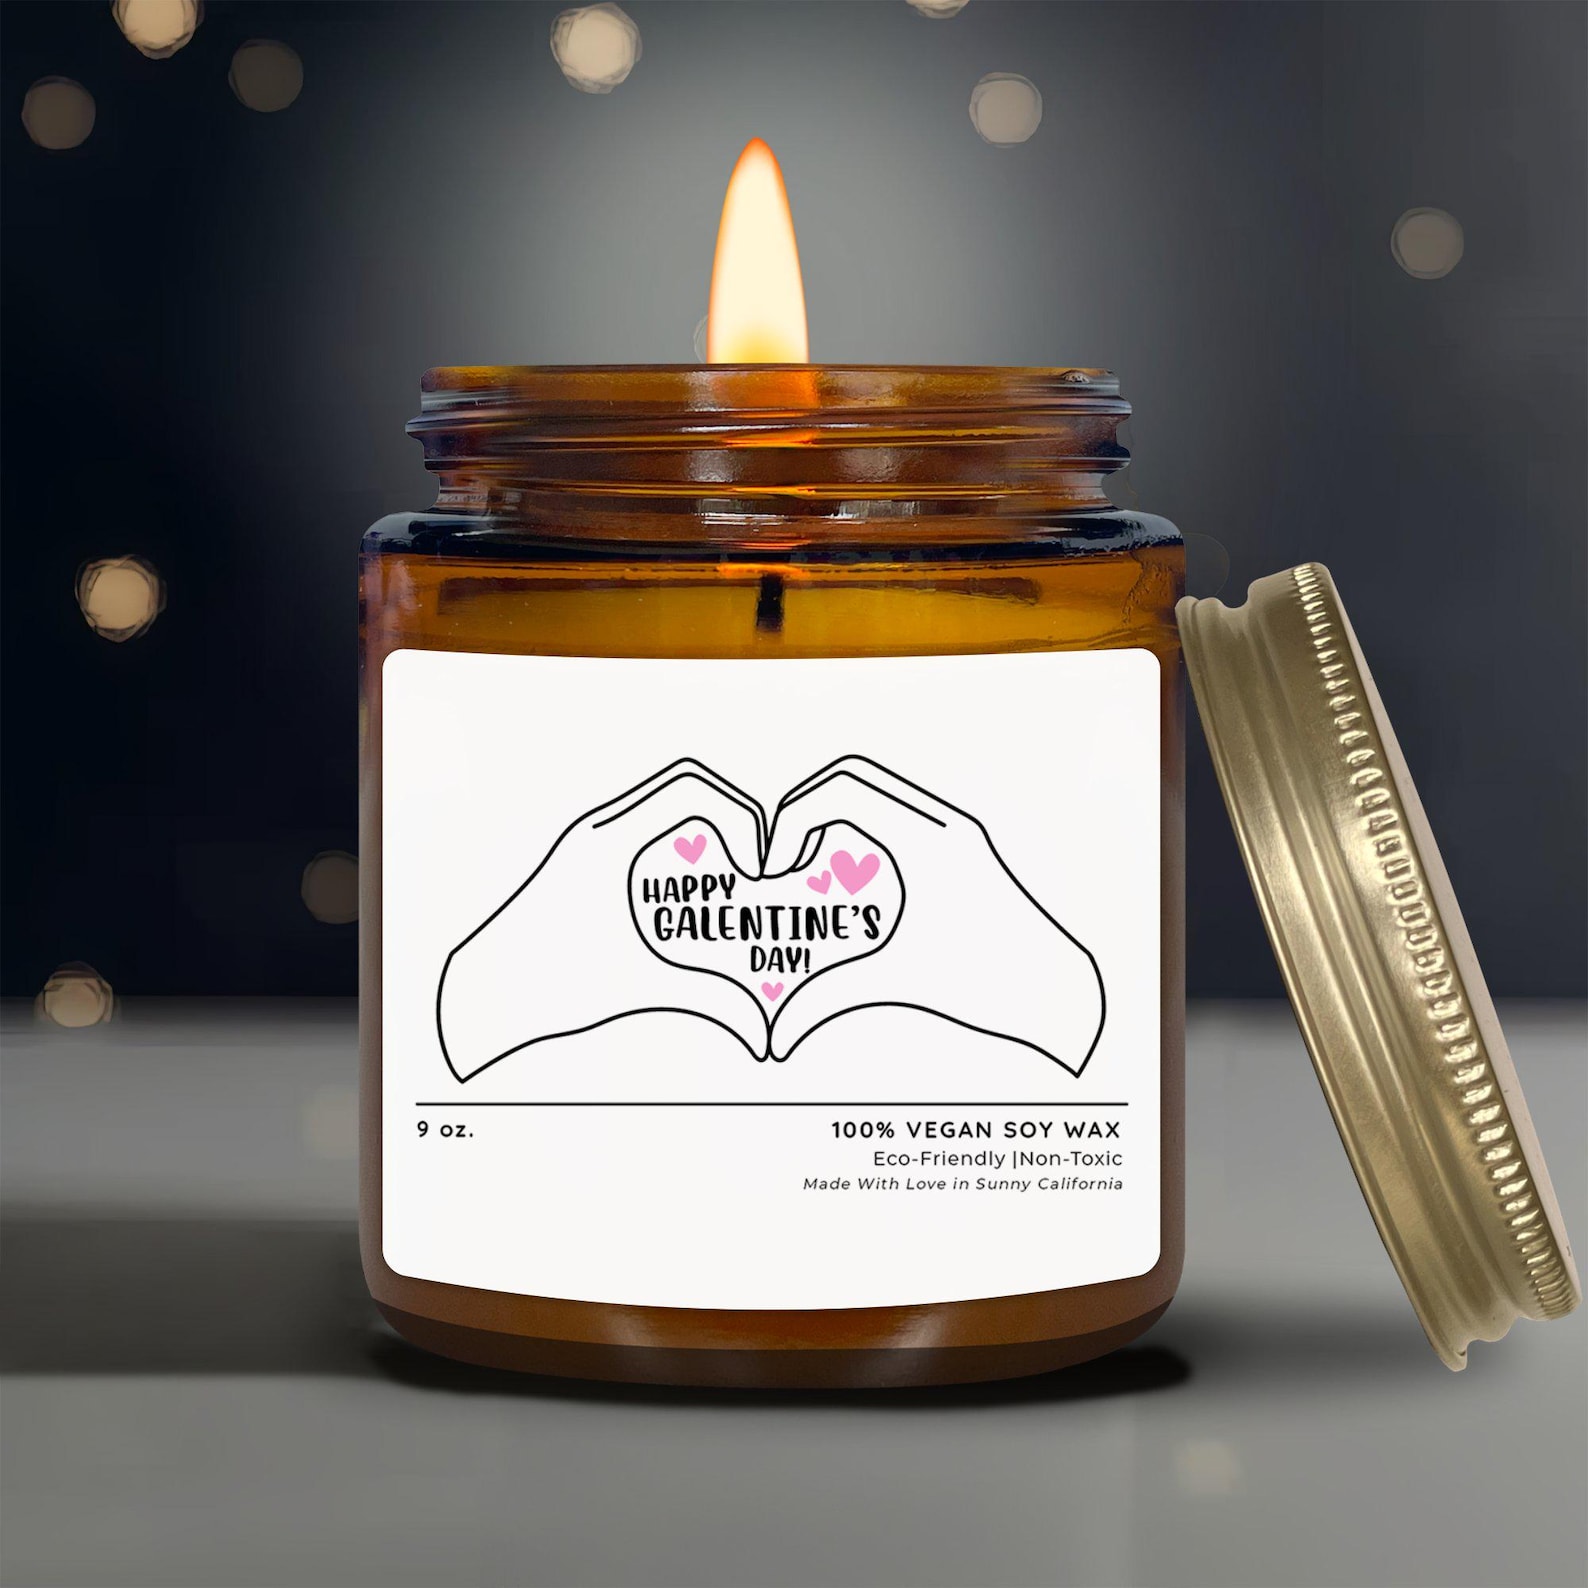 HAPPY
GALENTINE'S
DAY!
9 oz.
100% VEGAN SOY WAX
Eco-Friendly |Non-Toxic
Made With Love in Sunny California